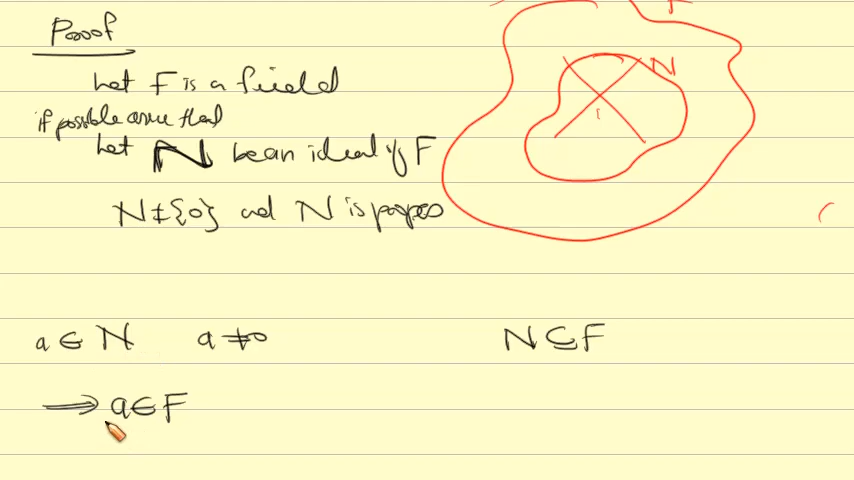 Proof
Let F is a field
if possible assume that
Let N be an ideal of F
N ≠ {0} and N is proper
N
a ∈ N a ≠ 0
N ⊆ F
⟹ a ∈ F